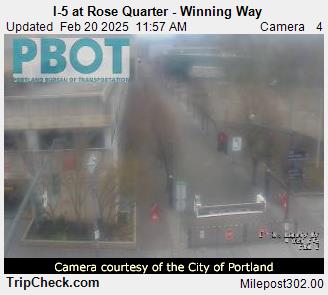 I-5 at Rose Quarter - Winning Way
Updated Feb 20 2025 11:57 AM Camera 4
PBOT
PORTLAND BUREAU OF TRANSPORTATION
Camera courtesy of the City of Portland
TripCheck.com Milepost302.00